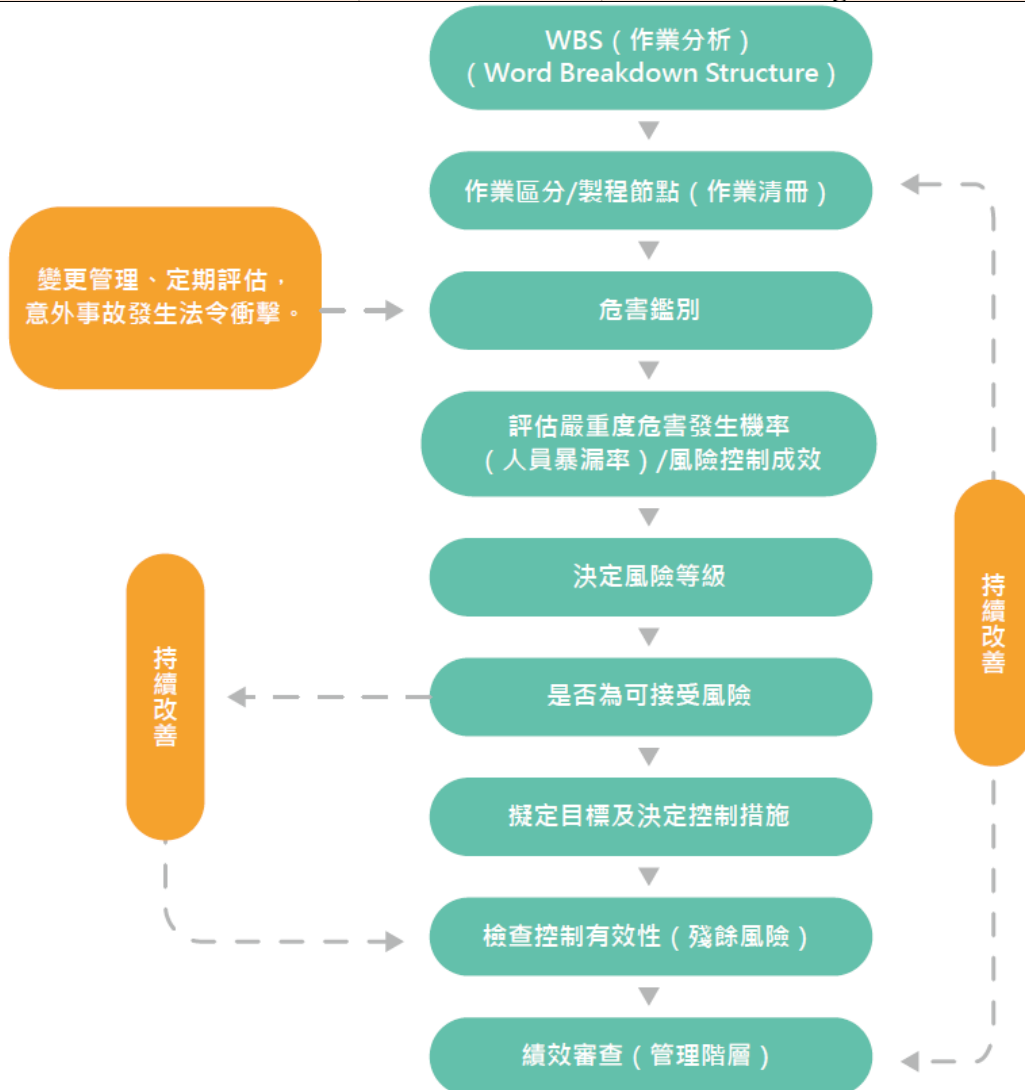 WBS（作業分析）
（Word Breakdown Structure）
作業區分/製程節點（作業清冊）
變更管理、定期評估，
意外事故發生法令衝擊。
危害鑑別
評估嚴重度危害發生機率
（人員暴漏率）/風險控制成效
決定風險等級
持續改善
是否為可接受風險
持續改善
擬定目標及決定控制措施
檢查控制有效性（殘餘風險）
績效審查（管理階層）